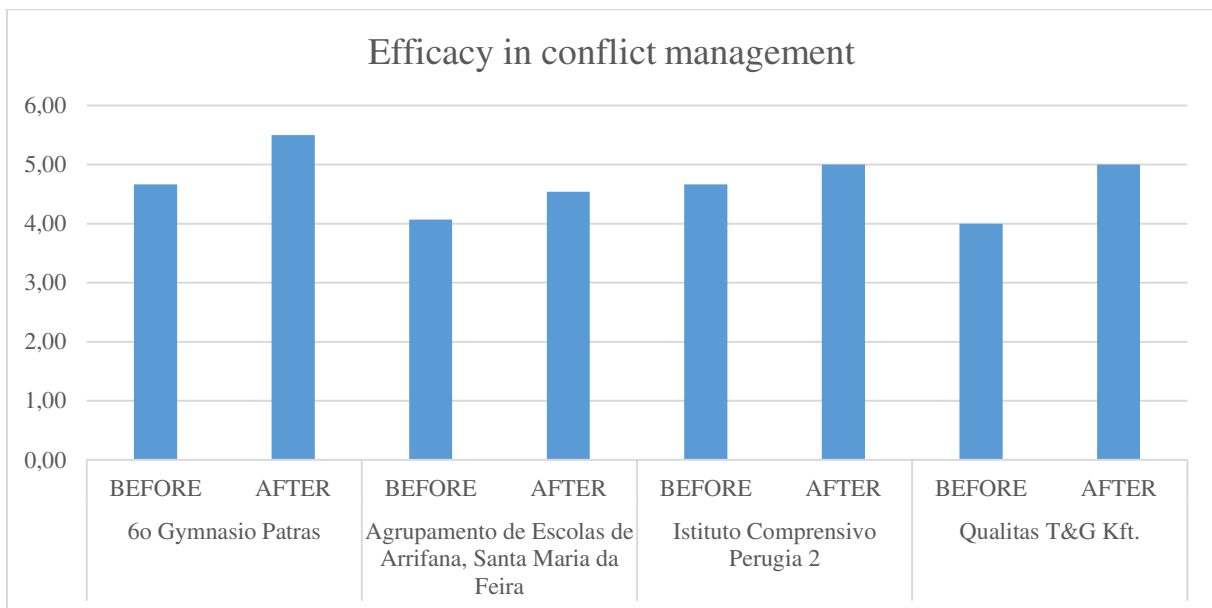 Efficacy in conflict management
6,00
5,00
4,00
3,00
2,00
1,00
0,00
BEFORE AFTER BEFORE AFTER BEFORE AFTER BEFORE AFTER
6o Gymnasio Patras
Agrupamento de Escolas de
Arrifana, Santa Maria da
Feira
Istituto Comprensivo
Perugia 2
Qualitas T&G Kft.